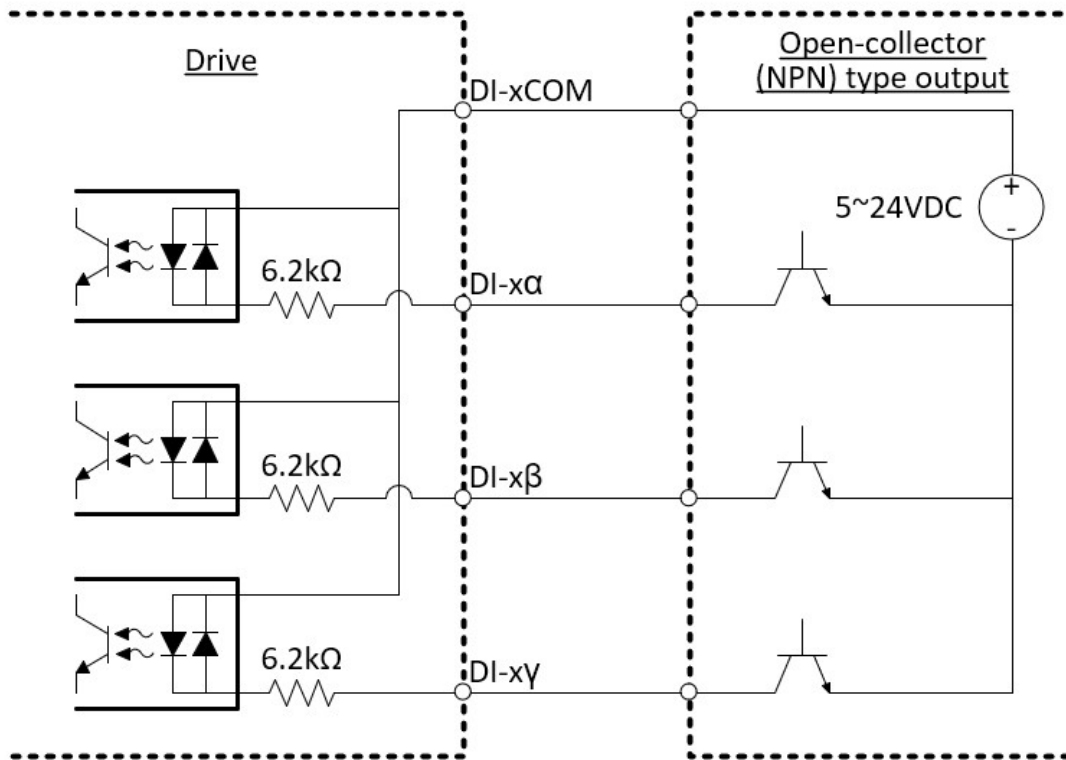 Drive
Open-collector
(NPN) type output
DI-xCOM
+
5~24VDC
-
6.2kΩ
DI-xα
6.2kΩ
DI-xβ
6.2kΩ
DI-xγ